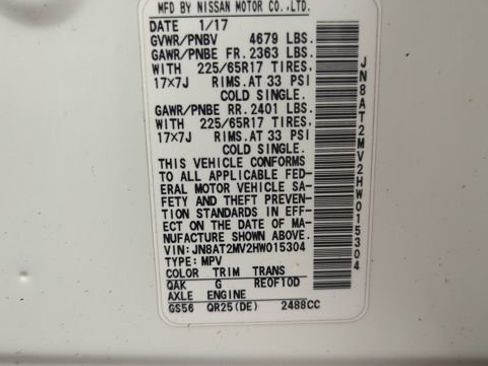 MFD BY NISSAN MOTOR CO.,LTD.
DATE 1/17
GVWR/PNBV 4679 LBS.
GAWR/PNBE FR. 2363 LBS.
WITH 225/65R17 TIRES,
17x7J RIMS.AT 33 PSI
COLD SINGLE.
GAWR/PNBE RR. 2401 LBS.
WITH 225/65R17 TIRES,
17x7J RIMS.AT 33 PSI
COLD SINGLE.
THIS VEHICLE CONFORMS
TO ALL APPLICABLE FED-
ERAL MOTOR VEHICLE SA-
FETY AND THEFT PREVEN-
TION STANDARDS IN EFF-
ECT ON THE DATE OF MA-
NUFACTURE SHOWN ABOVE.
VIN: JN8AT2MV2HW015304
TYPE: MPV
COLOR TRIM TRANS
QAK G RE0F10D
AXLE ENGINE
GS56 QR25(DE) 2488CC
JN8AT2MV2HW015304